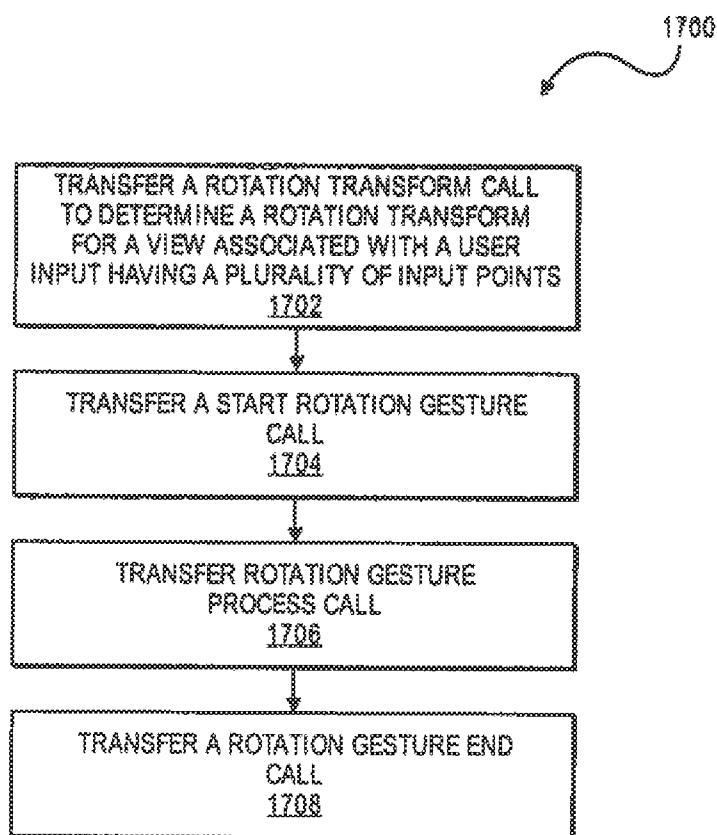 1700
TRANSFER A ROTATION TRANSFORM CALL
TO DETERMINE A ROTATION TRANSFORM
FOR A VIEW ASSOCIATED WITH A USER
INPUT HAVING A PLURALITY OF INPUT POINTS
1702
TRANSFER A START ROTATION GESTURE
CALL
1704
TRANSFER ROTATION GESTURE
PROCESS CALL
1706
TRANSFER A ROTATION GESTURE END
CALL
1708